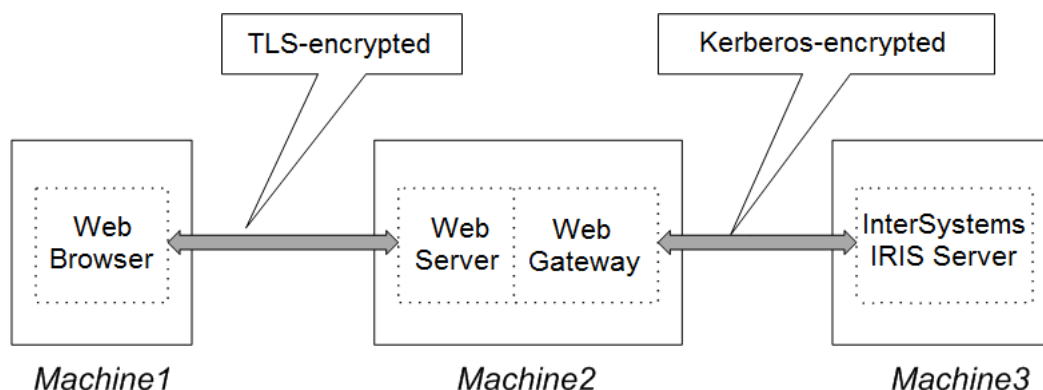 TLS-encrypted
Kerberos-encrypted
Web
Browser
Web
Server
Web
Gateway
InterSystems
IRIS Server
Machine1
Machine2
Machine3